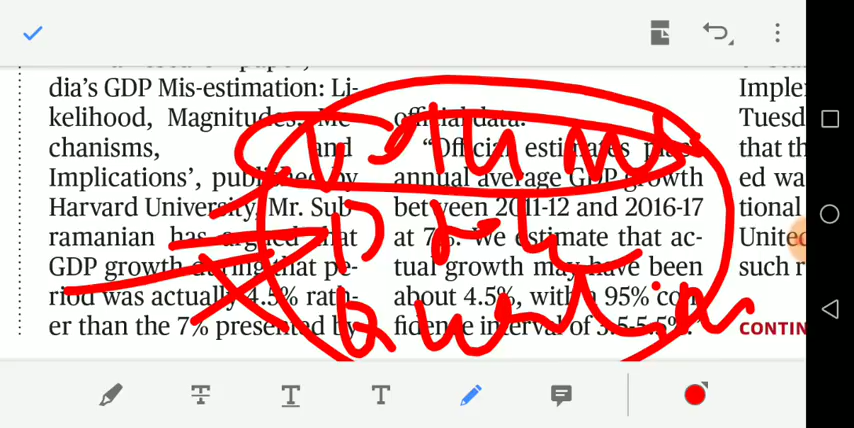 dia's GDP Mis-estimation: Li-
kelihood, Magnitudes, Me-
chanisms, and
Implications', published by
Harvard University, Mr. Sub-
ramanian has argued that
GDP growth during that pe-
riod was actually 4.5% rath-
er than the 7% presented by
official data.
"Official estimates place
annual average GDP growth
between 2011-12 and 2016-17
at 7%. We estimate that ac-
tual growth may have been
about 4.5%, with a 95% con-
fidence interval of 3.5-5.5%."
Imple
Tuesd
that th
ed wa
tional
Unite
such r
CONTIN